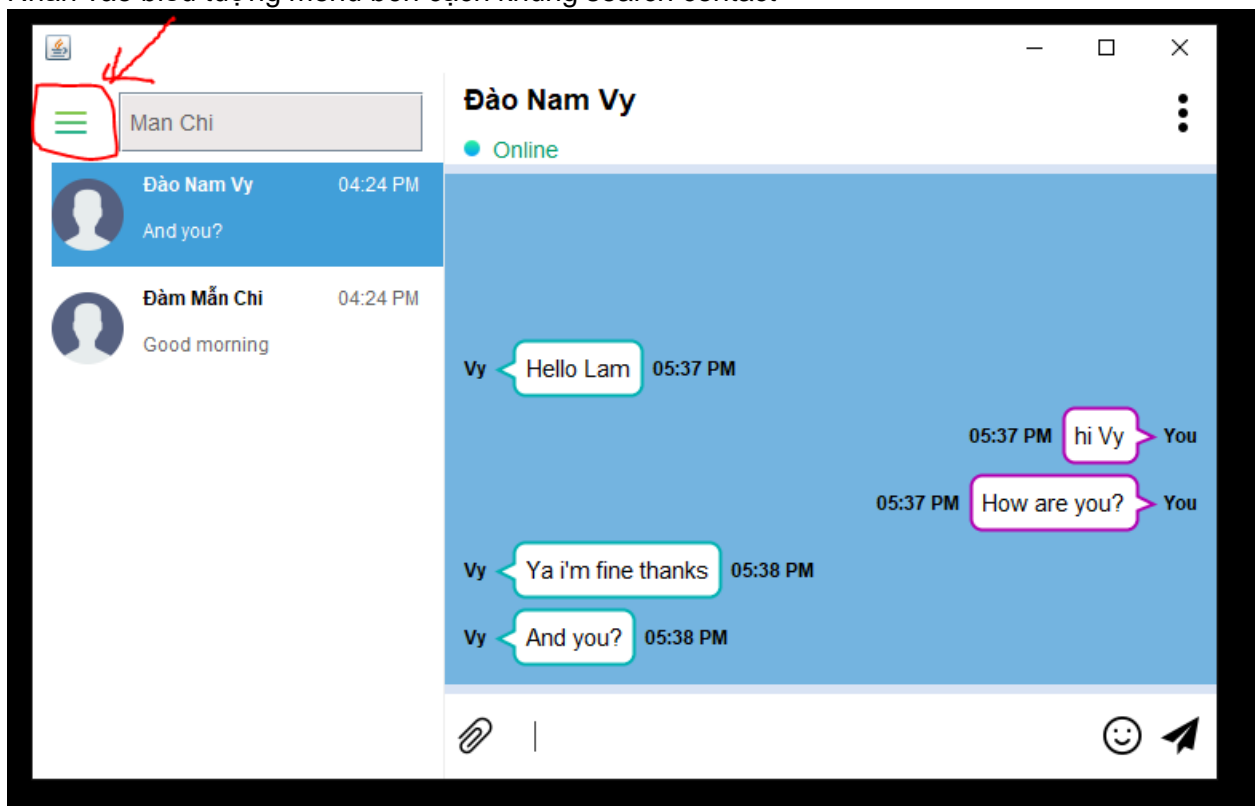 Man Chi
Đào Nam Vy
Online
Đào Nam Vy 04:24 PM
And you?
Đàm Mẫn Chi 04:24 PM
Good morning
Vy Hello Lam 05:37 PM
05:37 PM hi Vy You
05:37 PM How are you? You
Vy Ya i'm fine thanks 05:38 PM
Vy And you? 05:38 PM